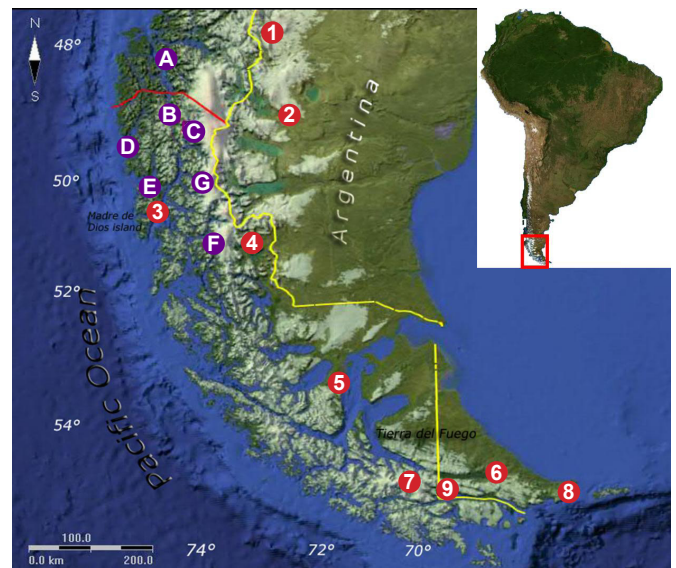 N
S
48°
50°
52°
54°
74°
72°
70°
1
2
3
4
5
6
7
8
9
A
B
C
D
E
F
G
Argentina
Madre de
Dios island
Pacific Ocean
Tierra del Fuego
100.0
0.0 km
200.0